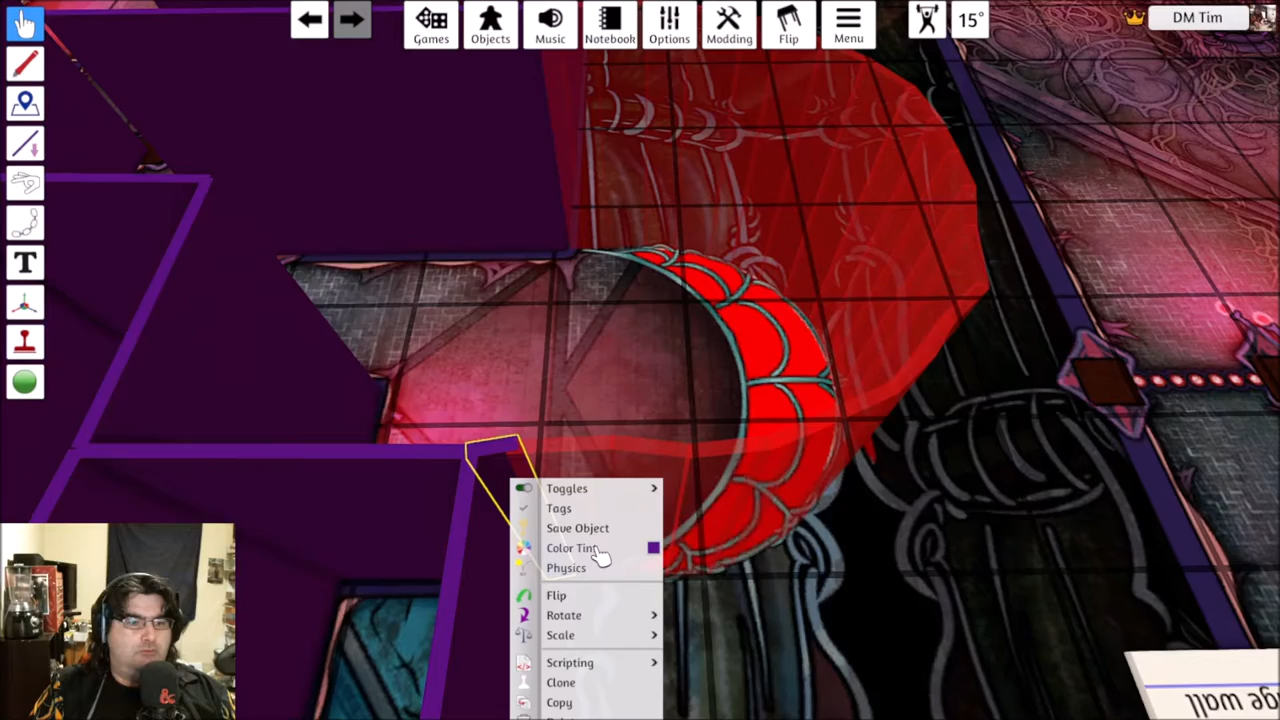 Games
Objects
Music
Notebook
Options
Modding
Flip
Menu
15°
DM Tim
T
Toggles
Tags
Save Object
Color Tint
Physics
Flip
Rotate
Scale
Scripting
Clone
Copy
&